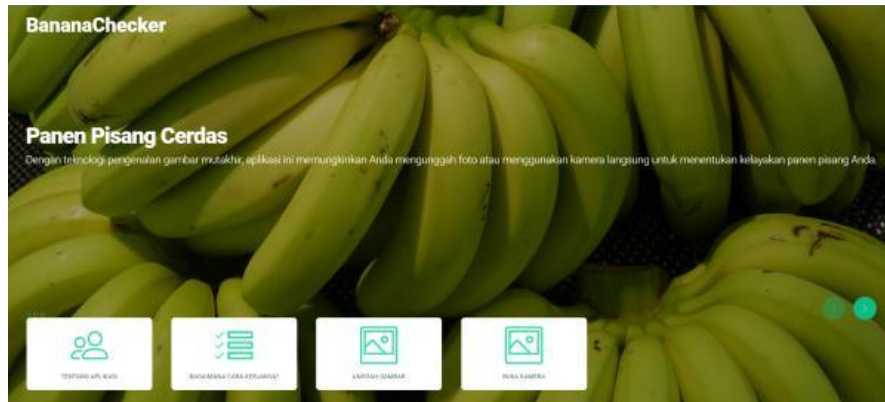 BananaChecker
Panen Pisang Cerdas
Dengan teknologi pengenalan gambar mutakhir, aplikasi ini memungkinkan Anda mengunggah foto atau menggunakan kamera langsung untuk menentukan kelayakan panen pisang Anda.
TENTANG APLIKASI
BAGAIMANA CARA KERJANYA?
UNGGAH GAMBAR
BUKA KAMERA